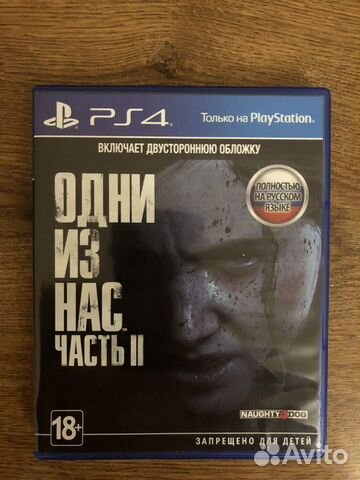 PS4
Только на PlayStation.
ВКЛЮЧАЕТ ДВУСТОРОННЮЮ ОБЛОЖКУ
ПОЛНОСТЬЮ
НА РУССКОМ
ЯЗЫКЕ
ОДНИ
ИЗ
НАС™
ЧАСТЬ II
NAUGHTY DOG
18+
ЗАПРЕЩЕНО ДЛЯ ДЕТЕЙ
Avito